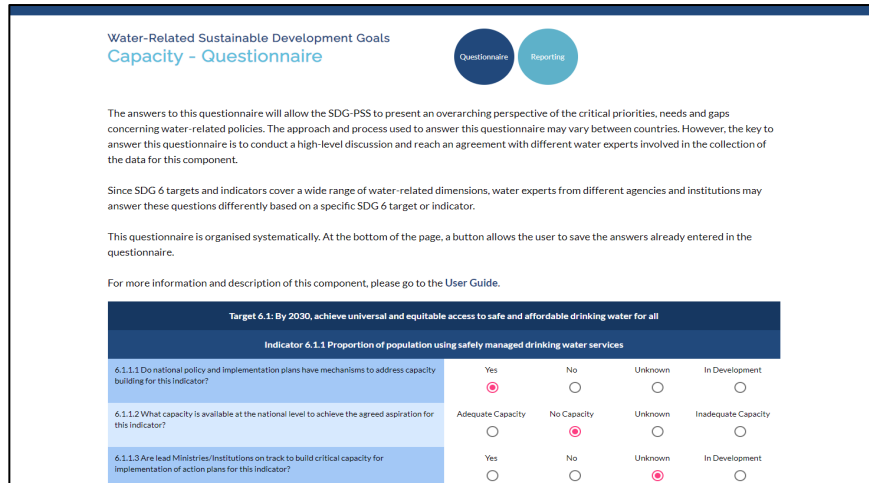 Water-Related Sustainable Development Goals
Capacity - Questionnaire
Questionnaire
Reporting
The answers to this questionnaire will allow the SDG-PSS to present an overarching perspective of the critical priorities, needs and gaps
concerning water-related policies. The approach and process used to answer this questionnaire may vary between countries. However, the key to
answer this questionnaire is to conduct a high-level discussion and reach an agreement with different water experts involved in the collection of
the data for this component.
Since SDG 6 targets and indicators cover a wide range of water-related dimensions, water experts from different agencies and institutions may
answer these questions differently based on a specific SDG 6 target or indicator.
This questionnaire is organised systematically. At the bottom of the page, a button allows the user to save the answers already entered in the
questionnaire.
For more information and description of this component, please go to the User Guide.
Target 6.1: By 2030, achieve universal and equitable access to safe and affordable drinking water for all
Indicator 6.1.1 Proportion of population using safely managed drinking water services
6.1.1.1 Do national policy and implementation plans have mechanisms to address capacity
building for this indicator?
Yes No Unknown In Development
6.1.1.2 What capacity is available at the national level to achieve the agreed aspiration for
this indicator?
Adequate Capacity No Capacity Unknown Inadequate Capacity
6.1.1.3 Are lead Ministries/Institutions on track to build critical capacity for
implementation of action plans for this indicator?
Yes No Unknown In Development